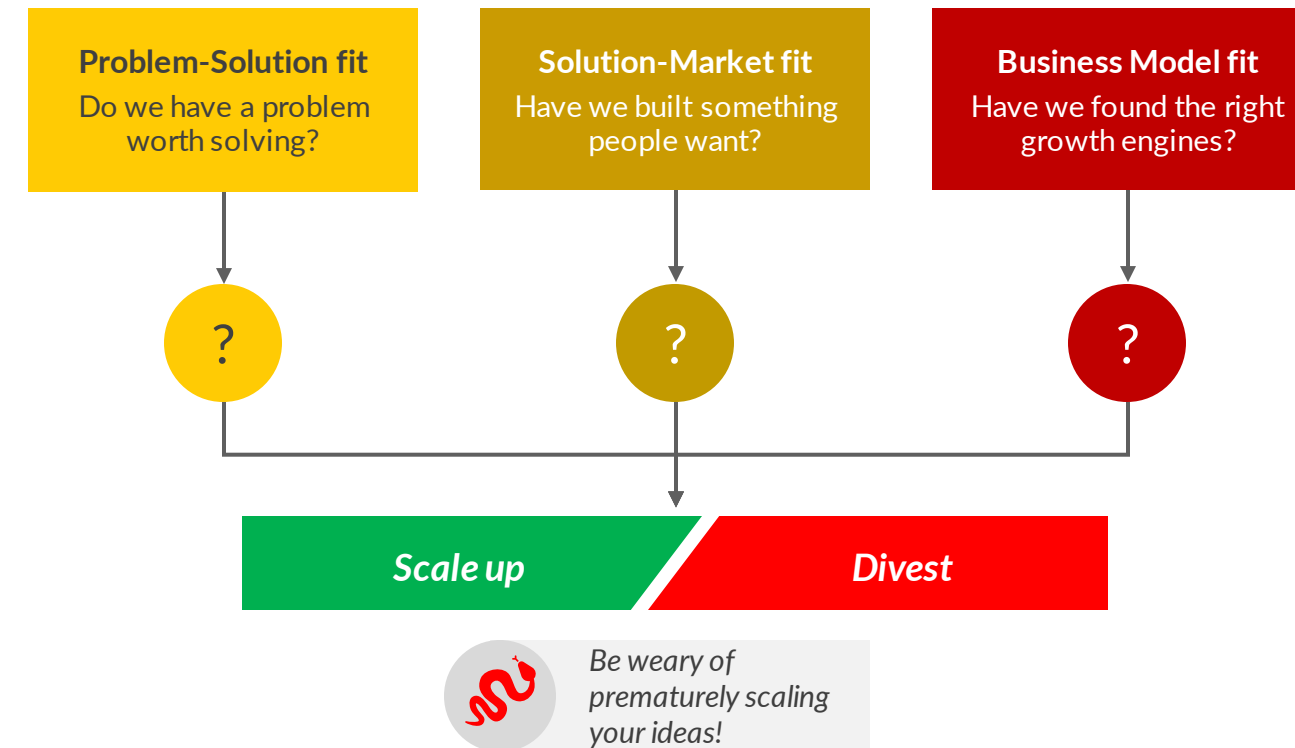 Problem-Solution fit
Do we have a problem
worth solving?
Solution-Market fit
Have we built something
people want?
Business Model fit
Have we found the right
growth engines?
?
?
?
Scale up
Divest
Be weary of
prematurely scaling
your ideas!